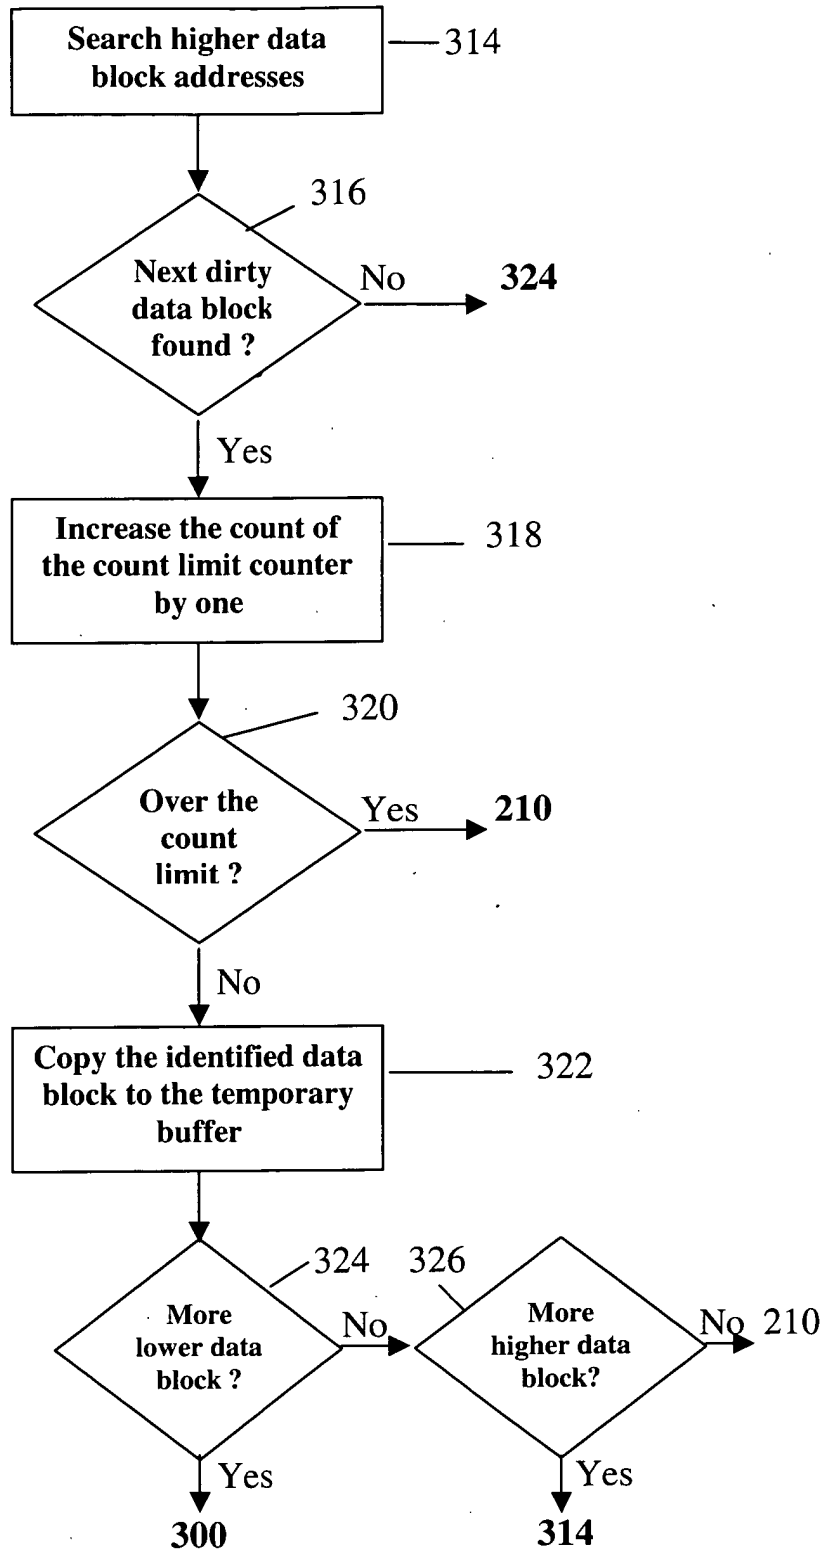 Search higher data
block addresses
314
316
Next dirty
data block
found ?
No
324
Yes
Increase the count of
the count limit counter
by one
318
320
Over the
count
limit ?
Yes
210
No
Copy the identified data
block to the temporary
buffer
322
324
More
lower data
block ?
No
326
More
higher data
block?
No
210
Yes
300
Yes
314